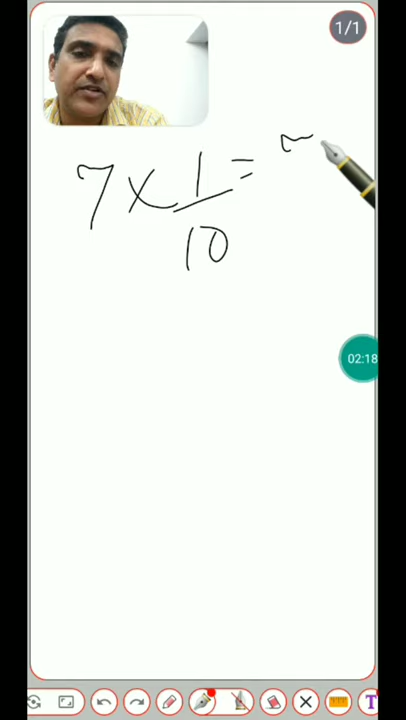 1/1
7 × 1/10 =
02:18
T